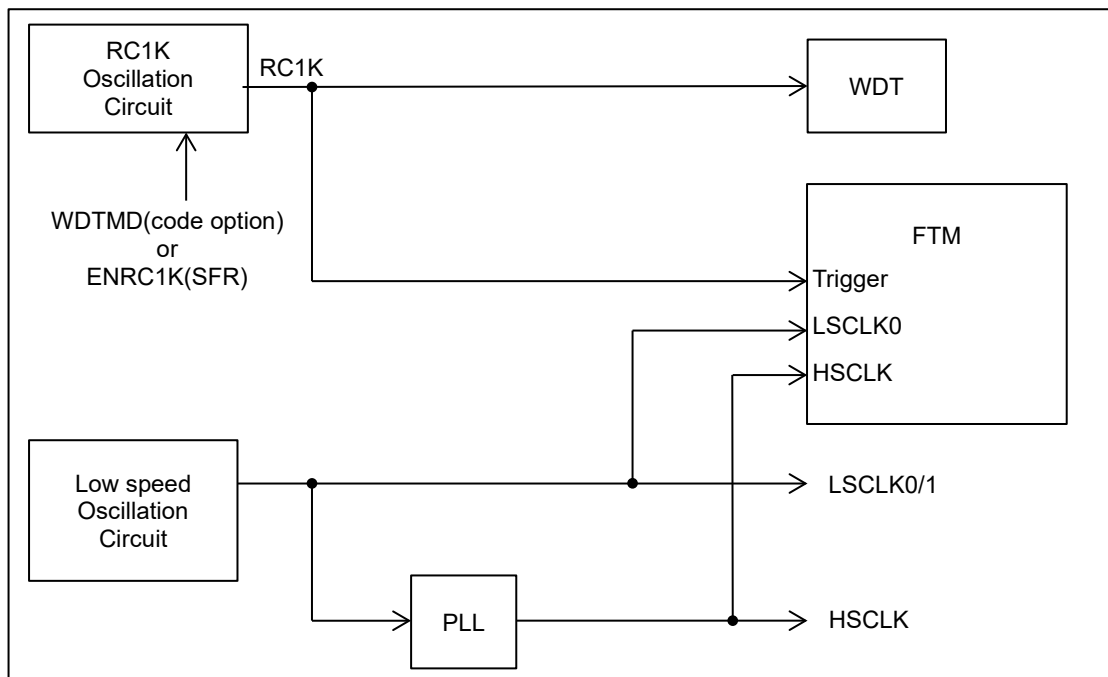 RC1K
Oscillation
Circuit
RC1K
WDT
WDTMD(code option)
or
ENRC1K(SFR)
FTM
Trigger
LSCLK0
HSCLK
Low speed
Oscillation
Circuit
LSCLK0/1
PLL
HSCLK